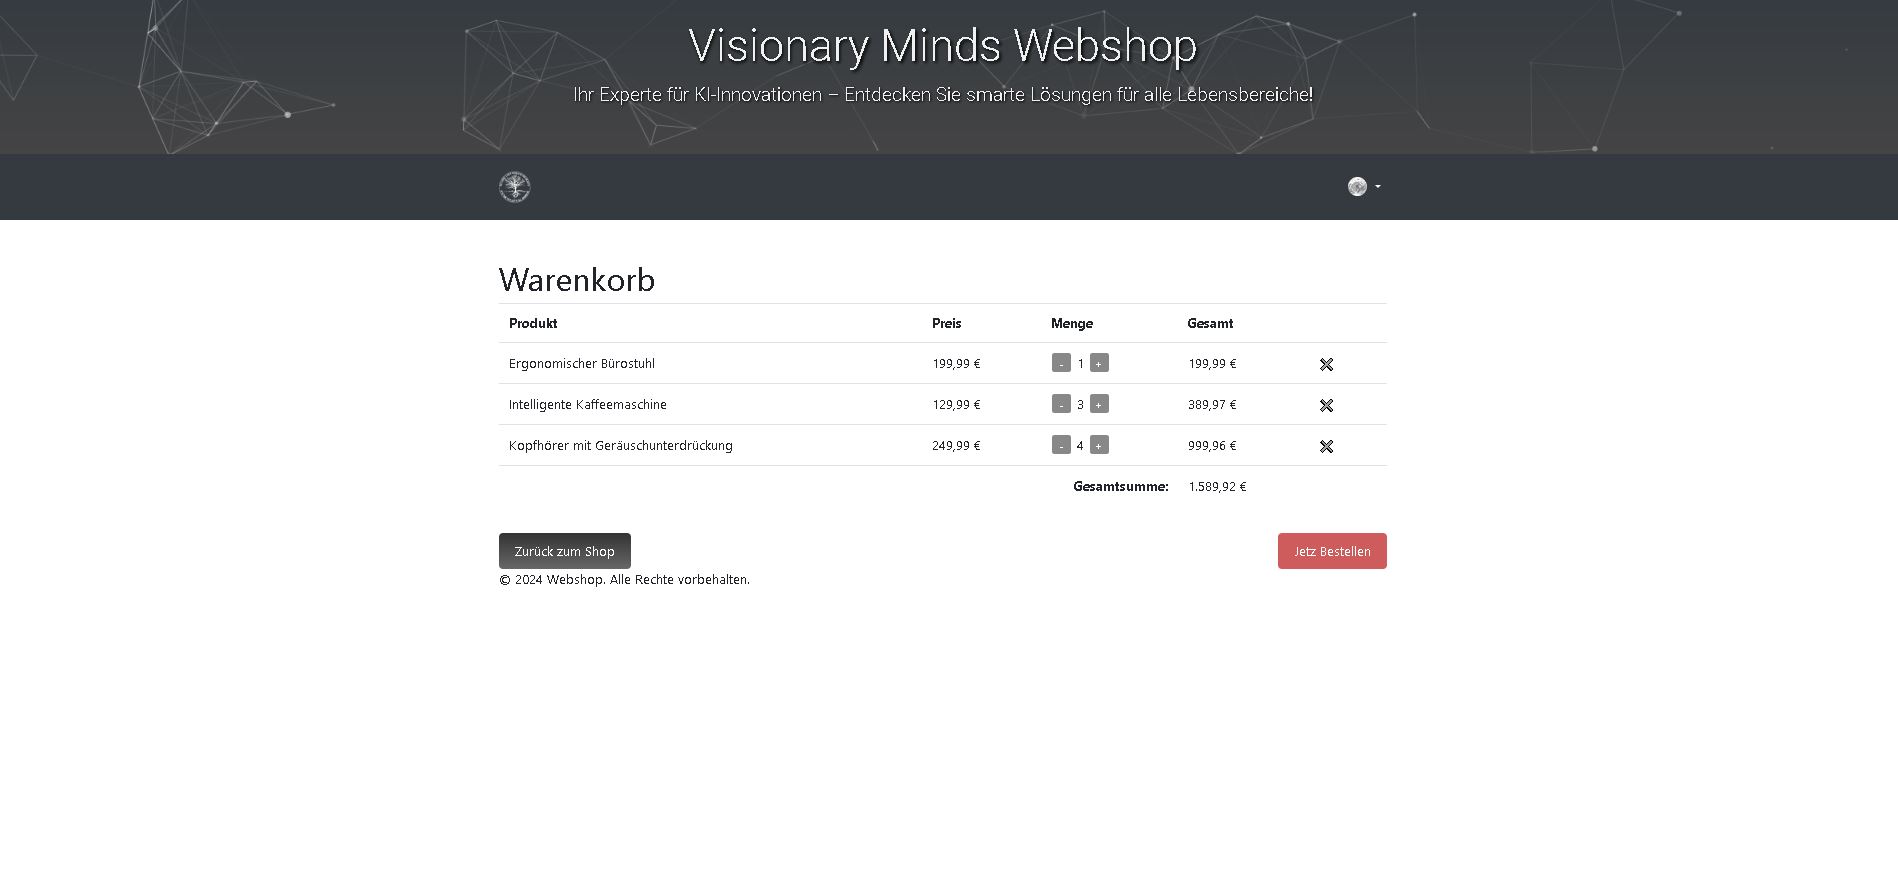 Visionary Minds Webshop
Ihr Experte für KI-Innovationen – Entdecken Sie smarte Lösungen für alle Lebensbereiche!
Warenkorb
Produkt Preis Menge Gesamt
Ergonomischer Bürostuhl 199,99 € - 1 + 199,99 €
Intelligente Kaffeemaschine 129,99 € - 3 + 389,97 €
Kopfhörer mit Geräuschunterdrückung 249,99 € - 4 + 999,96 €
Gesamtsumme: 1.589,92 €
Zurück zum Shop Jetz Bestellen
© 2024 Webshop. Alle Rechte vorbehalten.